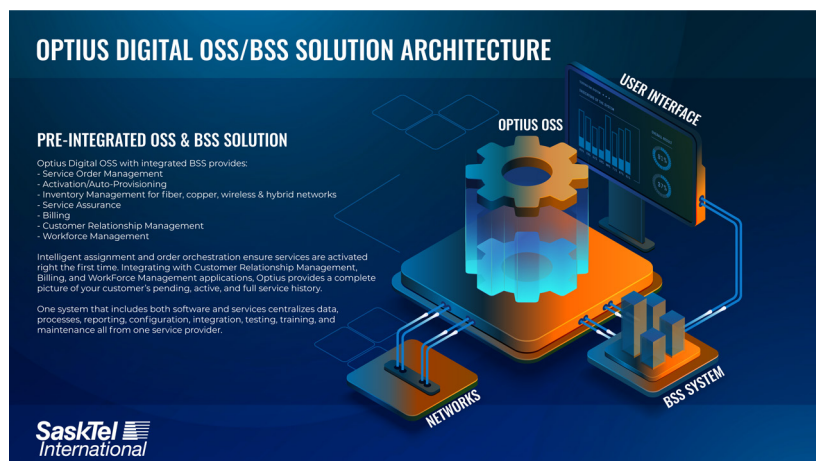 OPTIUS DIGITAL OSS/BSS SOLUTION ARCHITECTURE
USER INTERFACE
OPTIUS OSS
PRE-INTEGRATED OSS & BSS SOLUTION
Optius Digital OSS with integrated BSS provides:
- Service Order Management
- Activation/Auto-Provisioning
- Inventory Management for fiber, copper, wireless & hybrid networks
- Service Assurance
- Billing
- Customer Relationship Management
- Workforce Management
Intelligent assignment and order orchestration ensure services are activated
right the first time. Integrating with Customer Relationship Management,
Billing, and WorkForce Management applications, Optius provides a complete
picture of your customer's pending, active, and full service history.
One system that includes both software and services centralizes data,
processes, reporting, configuration, integration, testing, training, and
maintenance all from one service provider.
NETWORKS
BSS SYSTEM
SaskTel
International